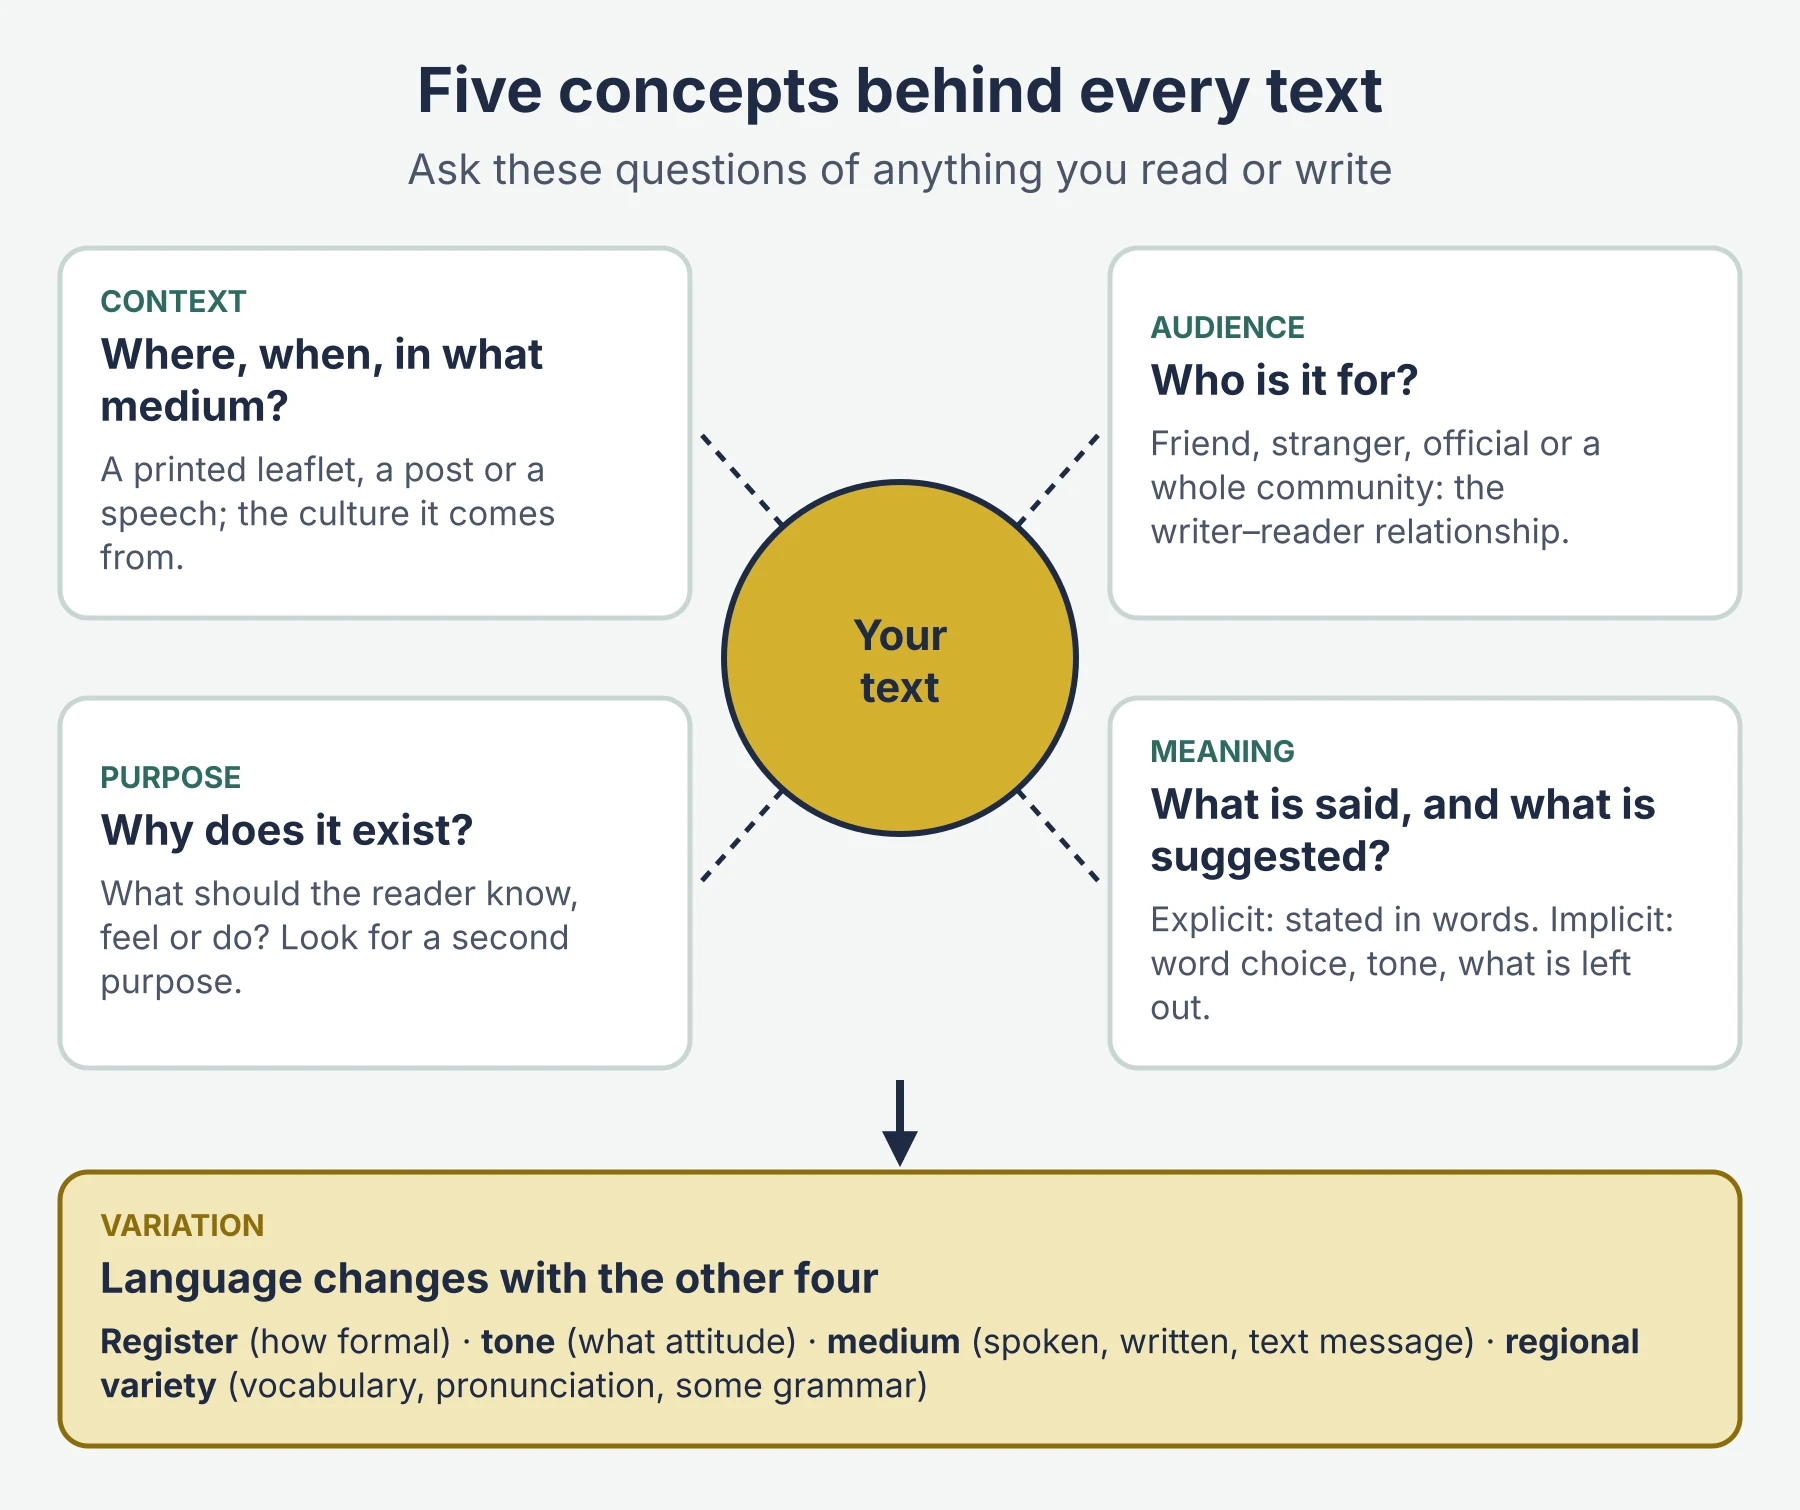 Five concepts behind every text
Ask these questions of anything you read or write
CONTEXT
Where, when, in what
medium?
A printed leaflet, a post or a
speech; the culture it comes
from.
AUDIENCE
Who is it for?
Friend, stranger, official or a
whole community: the
writer–reader relationship.
Your
text
PURPOSE
Why does it exist?
What should the reader know,
feel or do? Look for a second
purpose.
MEANING
What is said, and what is
suggested?
Explicit: stated in words. Implicit:
word choice, tone, what is left
out.
VARIATION
Language changes with the other four
Register (how formal) · tone (what attitude) · medium (spoken, written, text message) · regional
variety (vocabulary, pronunciation, some grammar)